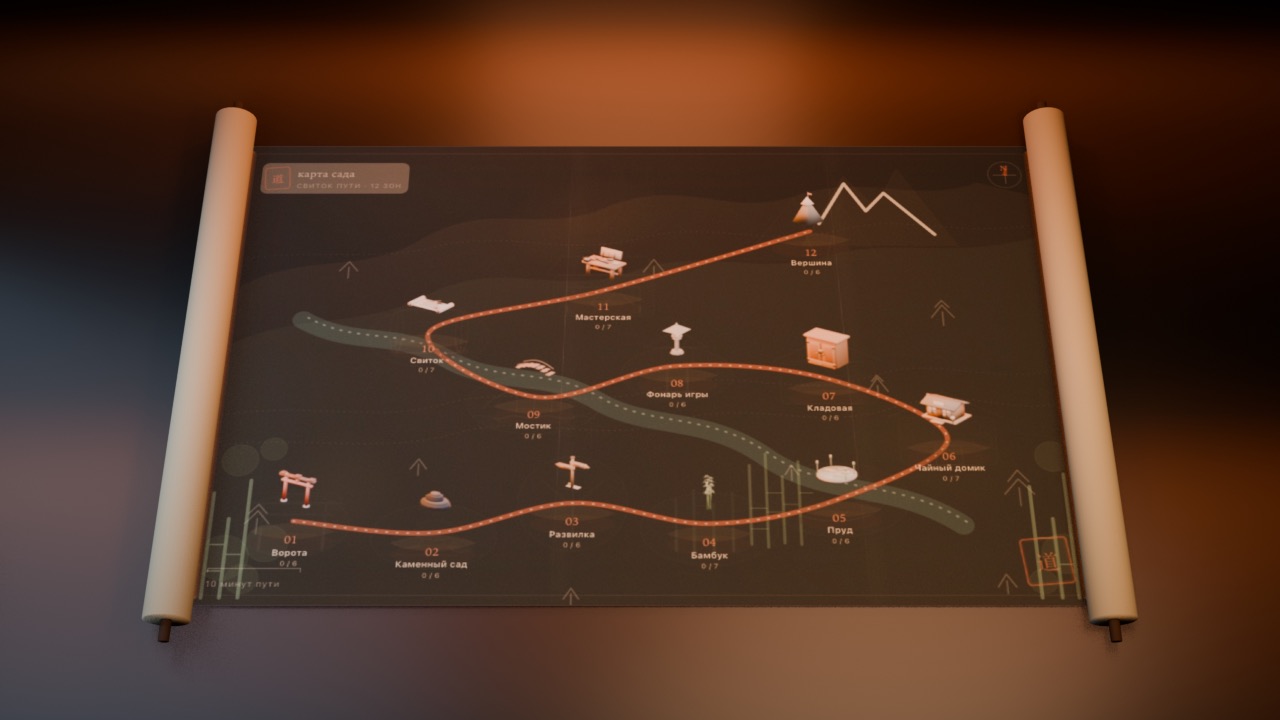 карта сада
СВИТОК ПУТИ · 12 ЗОН
N
12
Вершина
0 / 6
11
Мастерская
0 / 7
10
Свиток
0 / 7
08
Фонарь игры
0 / 6
07
Кладовая
0 / 6
09
Мостик
0 / 6
06
Чайный домик
0 / 7
05
Пруд
0 / 6
03
Развилка
0 / 6
04
Бамбук
0 / 7
01
Ворота
0 / 6
02
Каменный сад
0 / 6
10 минут пути
道